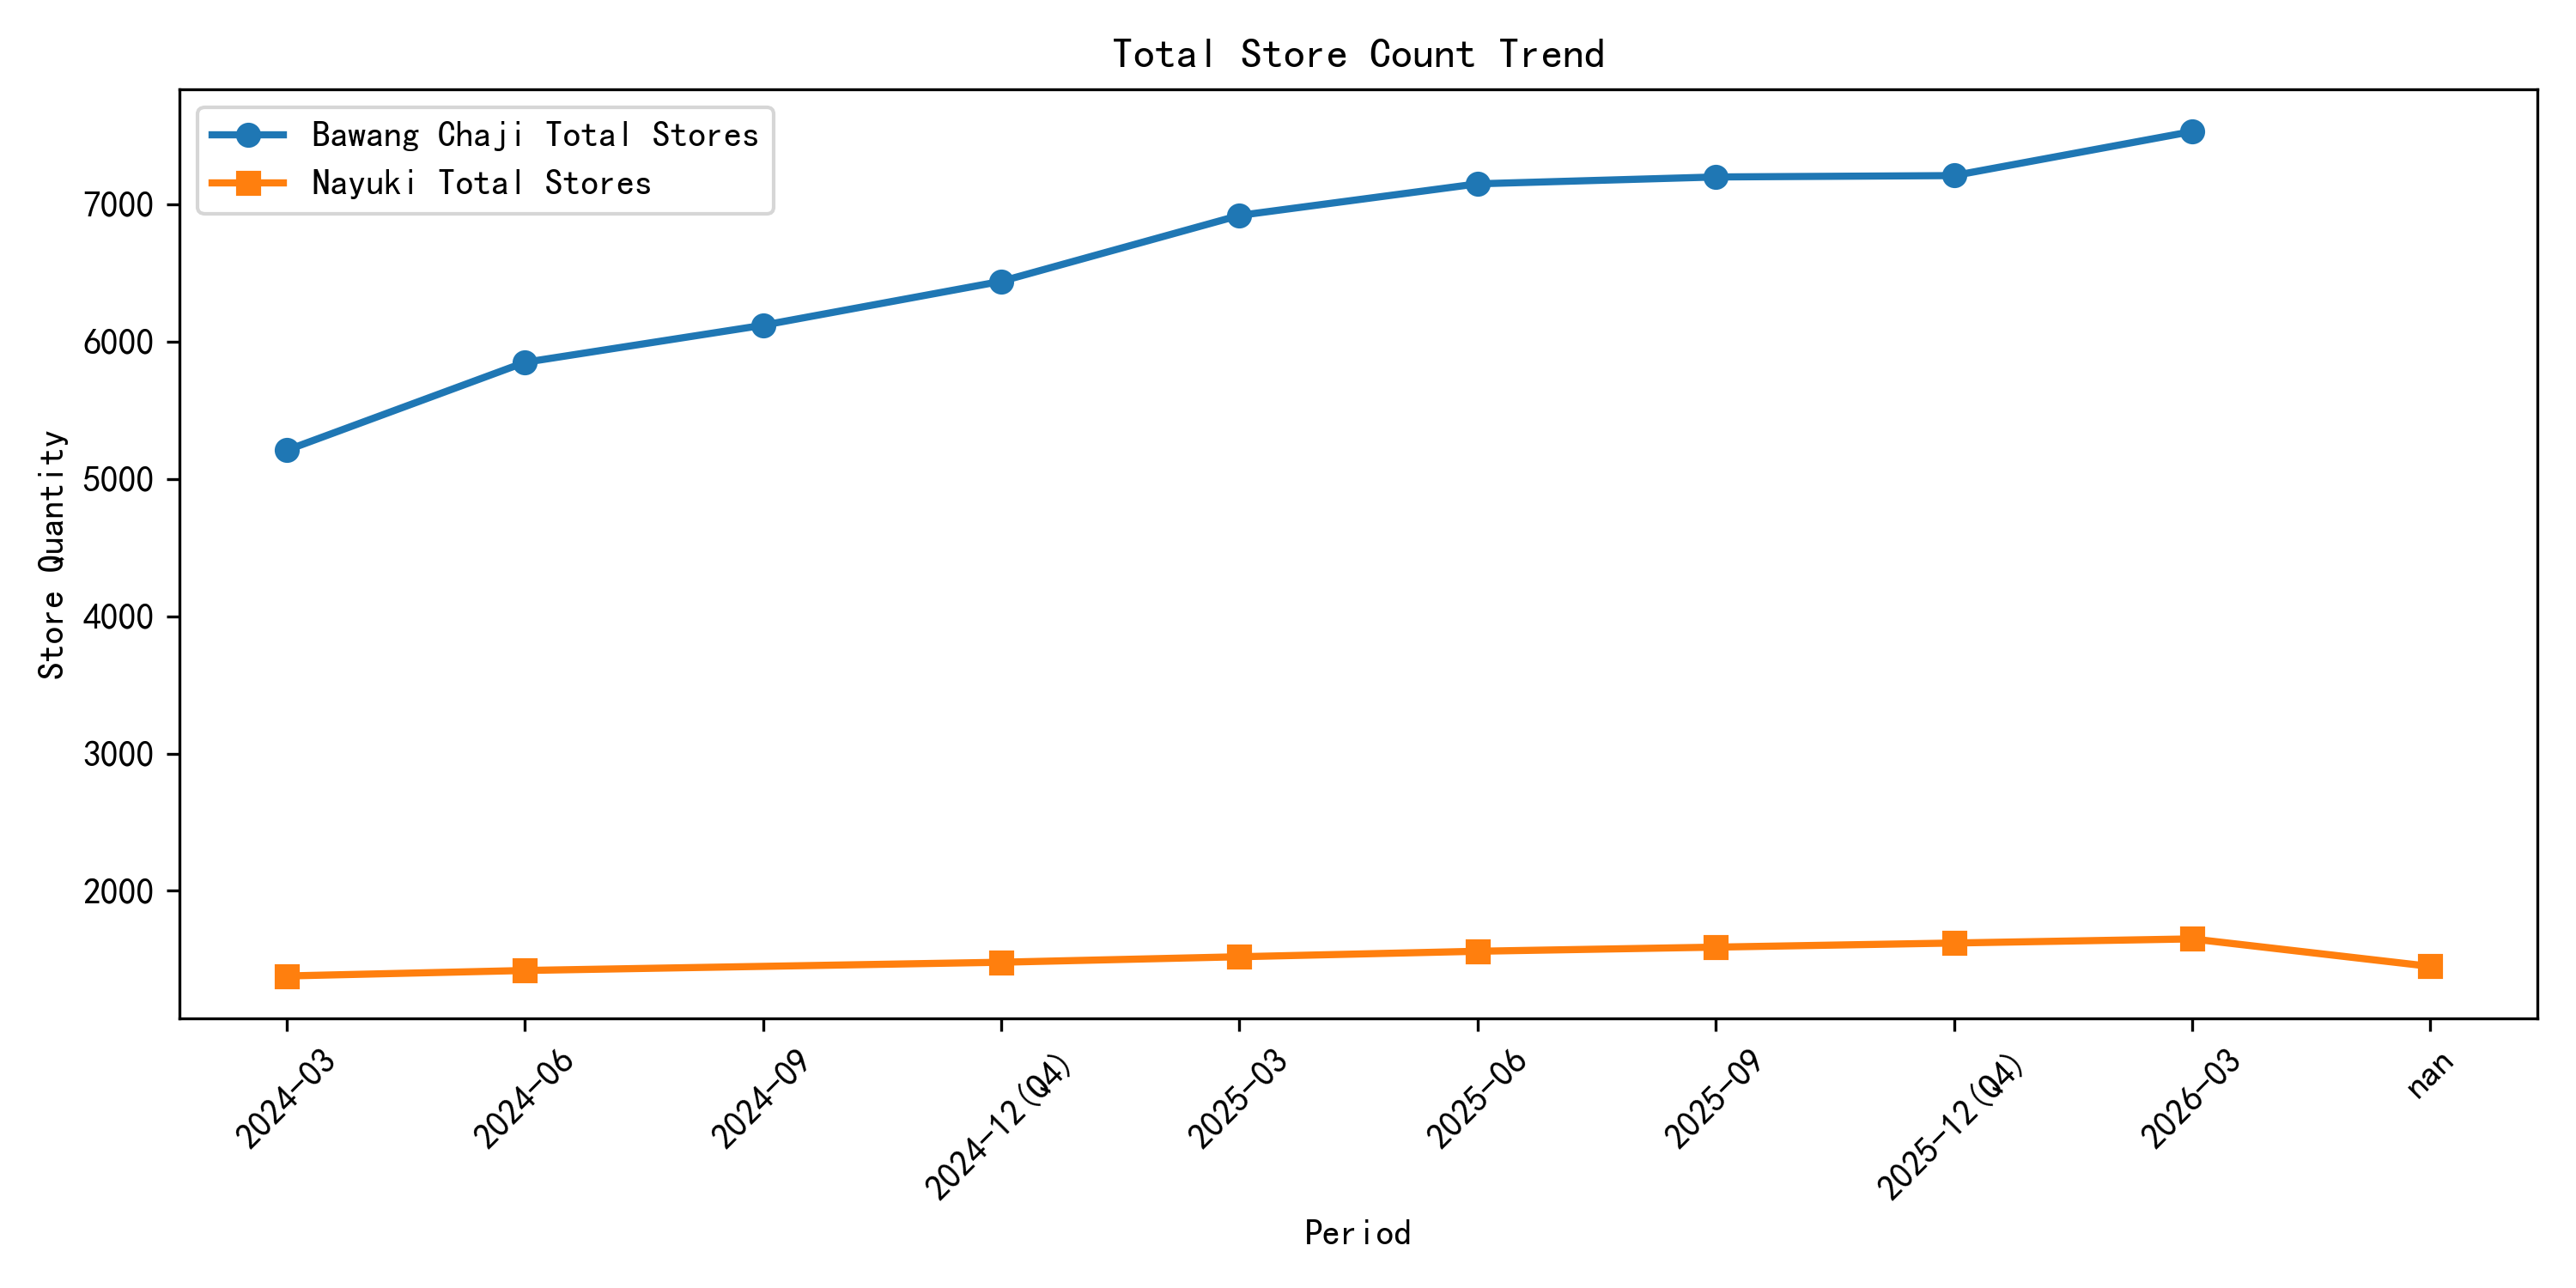 Total Store Count Trend
Bawang Chaji Total Stores
Nayuki Total Stores
Store Quantity
7000
6000
5000
4000
3000
2000
2024-03
2024-06
2024-09
2024-12(Q4)
2025-03
2025-06
2025-09
2025-12(Q4)
2026-03
nan
Period